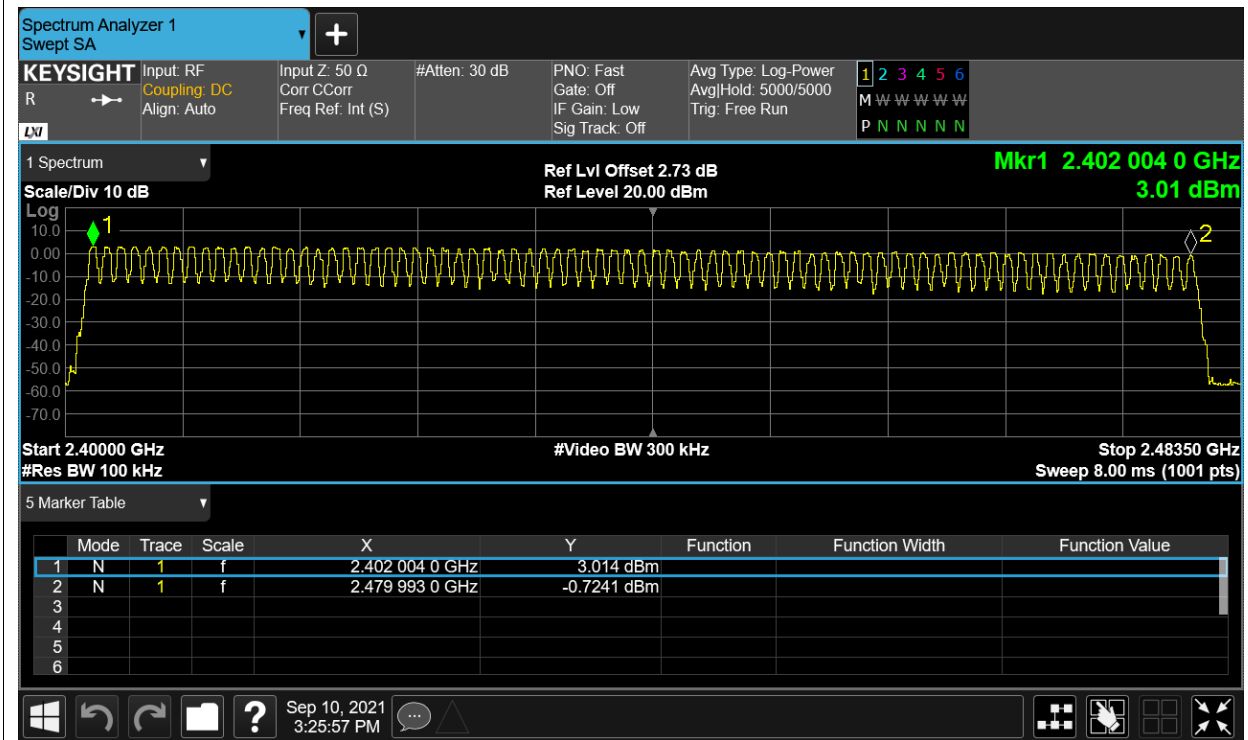 Spectrum Analyzer 1
Swept SA
KEYSIGHT
R
LXI
Input: RF
Coupling: DC
Align: Auto
Input Z: 50 Ω
Corr CCorr
Freq Ref: Int (S)
#Atten: 30 dB
PNO: Fast
Gate: Off
IF Gain: Low
Sig Track: Off
Avg Type: Log-Power
Avg|Hold: 5000/5000
Trig: Free Run
1 2 3 4 5 6
M W W W W W
P N N N N N
1 Spectrum
Scale/Div 10 dB
Ref Lvl Offset 2.73 dB
Ref Level 20.00 dBm
Mkr1 2.402 004 0 GHz
3.01 dBm
Log
1
2
10.0
0.00
-10.0
-20.0
-30.0
-40.0
-50.0
-60.0
-70.0
Start 2.40000 GHz
#Video BW 300 kHz
Stop 2.48350 GHz
#Res BW 100 kHz
Sweep 8.00 ms (1001 pts)
5 Marker Table
Mode Trace Scale X Y Function Function Width Function Value
1 N 1 f 2.402 004 0 GHz 3.014 dBm
2 N 1 f 2.479 993 0 GHz -0.7241 dBm
3
4
5
6
?
Sep 10, 2021
3:25:57 PM